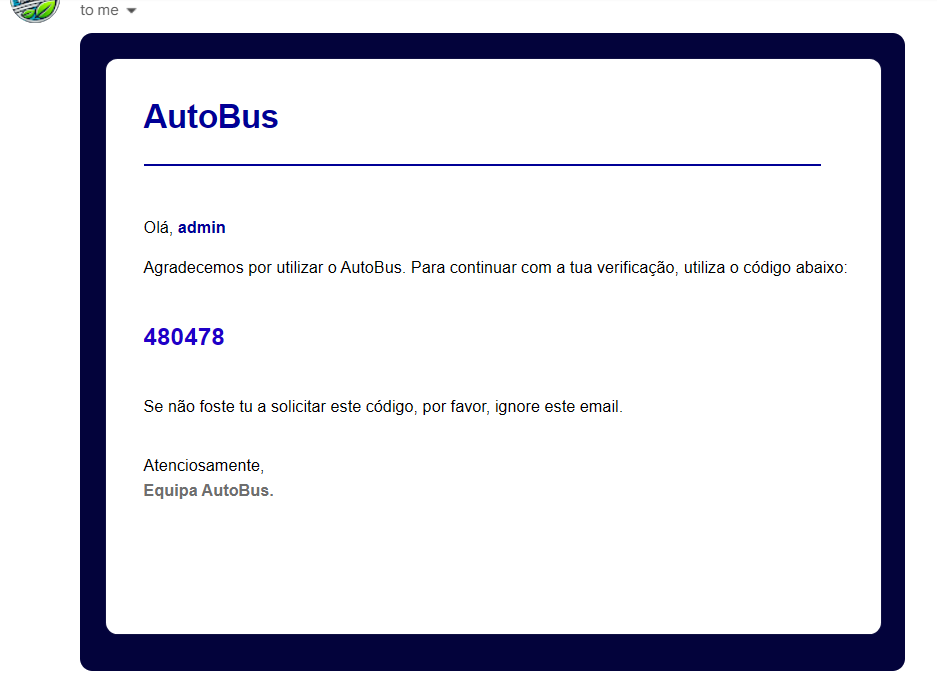 to me
AutoBus
Olá, admin
Agradecemos por utilizar o AutoBus. Para continuar com a tua verificação, utiliza o código abaixo:
480478
Se não foste tu a solicitar este código, por favor, ignore este email.
Atenciosamente,
Equipa AutoBus.